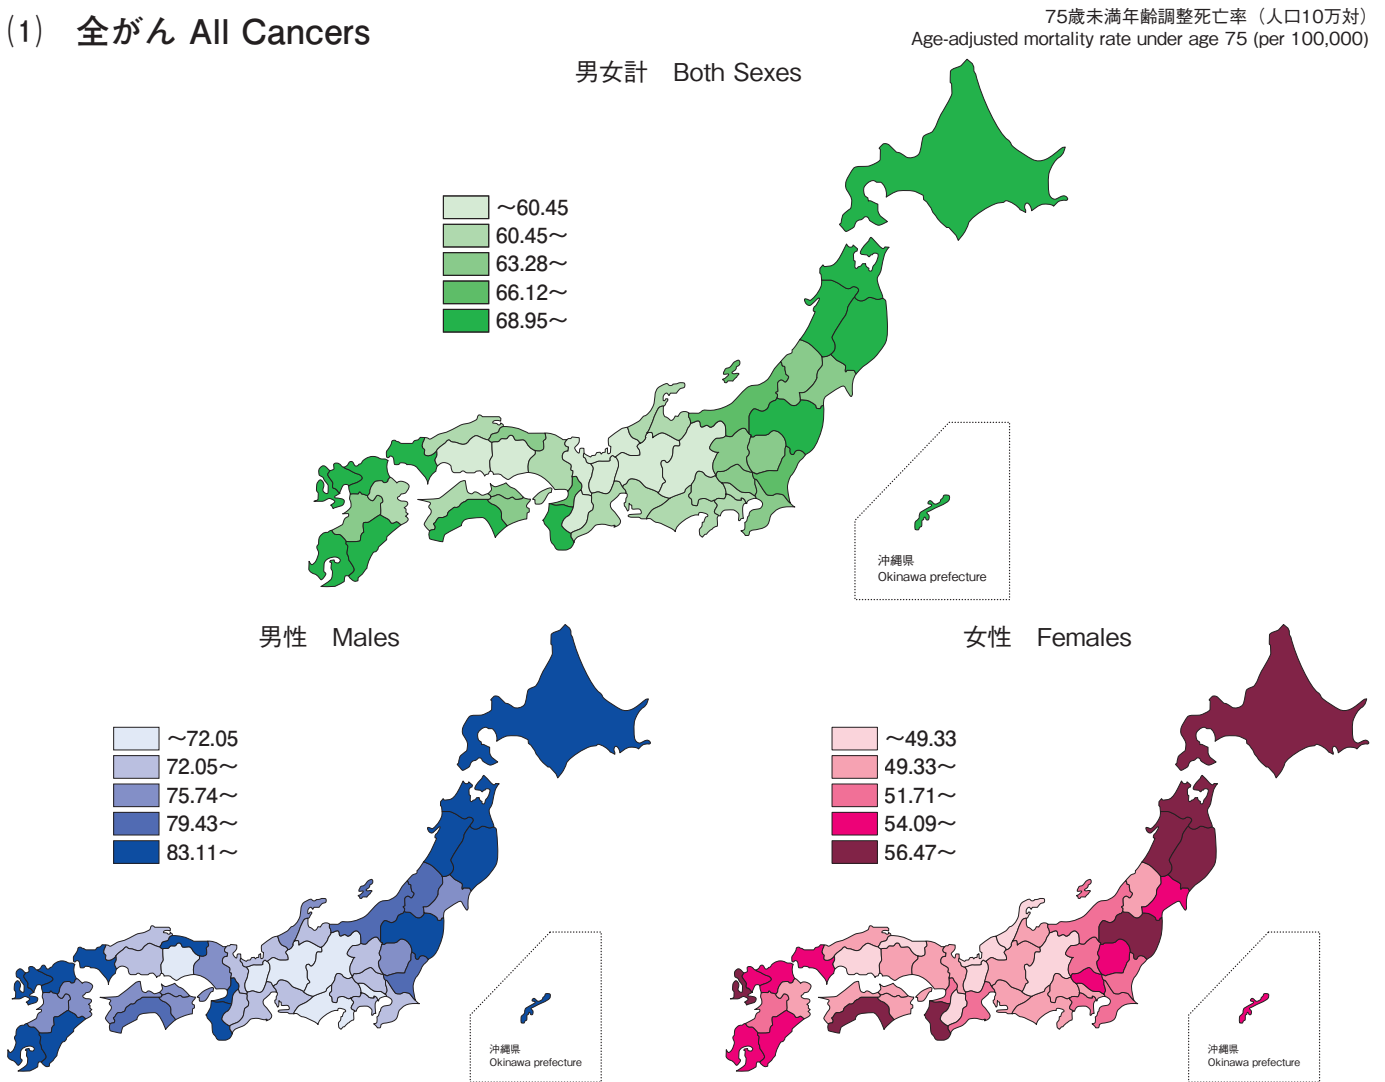 (1) 全がん All Cancers
75歳未満年齢調整死亡率（人口10万対）
Age-adjusted mortality rate under age 75 (per 100,000)
男女計 Both Sexes
～60.45
60.45～
63.28～
66.12～
68.95～
沖縄県
Okinawa prefecture
男性 Males
～72.05
72.05～
75.74～
79.43～
83.11～
沖縄県
Okinawa prefecture
女性 Females
～49.33
49.33～
51.71～
54.09～
56.47～
沖縄県
Okinawa prefecture